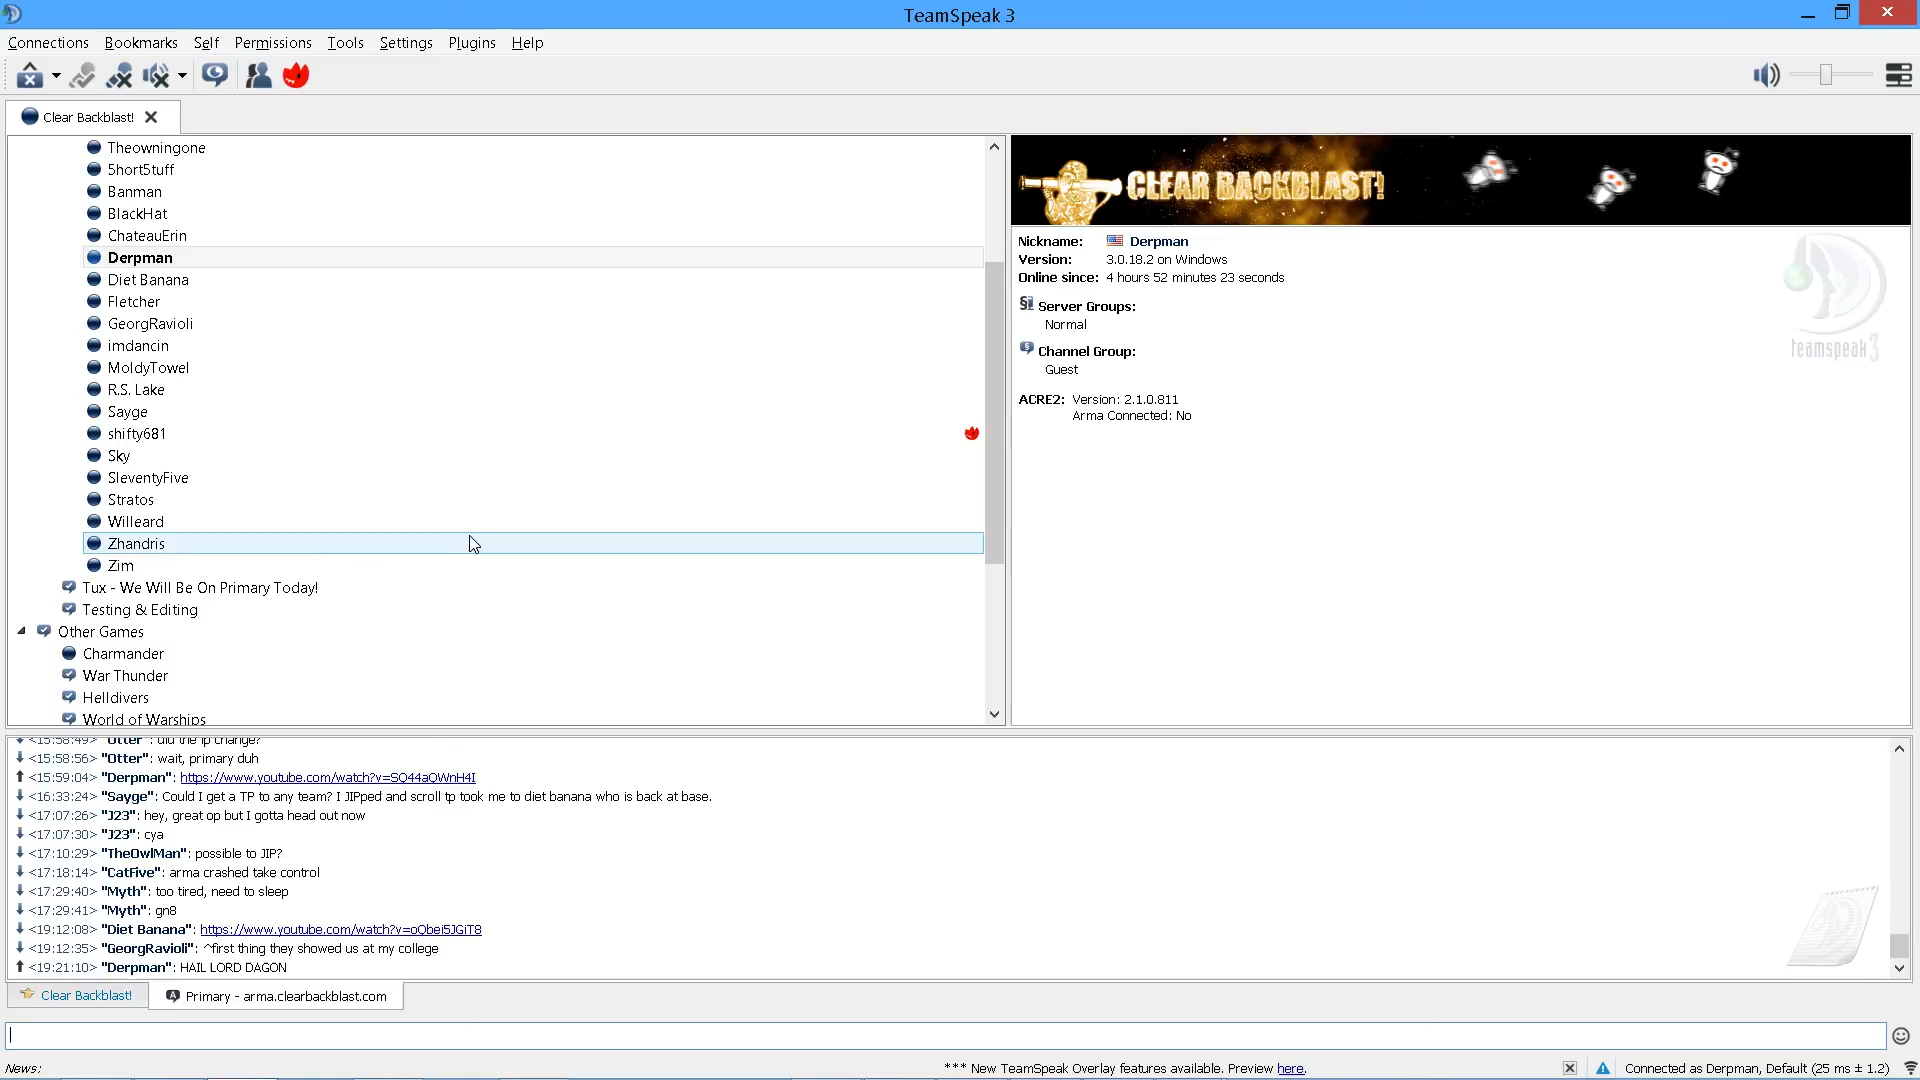 TeamSpeak 3
Connections Bookmarks Self Permissions Tools Settings Plugins Help
Clear Backblast!
Theowningone
5hort5tuff
Banman
BlackHat
ChateauErin
Derpman
Diet Banana
Fletcher
GeorgRavioli
imdancin
MoldyTowel
R.S. Lake
Sayge
shifty681
Sky
SleventyFive
Stratos
Willeard
Zhandris
Zim
Tux - We Will Be On Primary Today!
Testing & Editing
Other Games
Charmander
War Thunder
Helldivers
World of Warships
CLEAR BACKBLAST!
Nickname: Derpman
Version: 3.0.18.2 on Windows
Online since: 4 hours 52 minutes 23 seconds
Server Groups:
Normal
Channel Group:
Guest
ACRE2: Version: 2.1.0.811
Arma Connected: No
teamspeak 3
<15:58:49> "Otter": did the ip change?
<15:58:56> "Otter": wait, primary duh
<15:59:04> "Derpman": https://www.youtube.com/watch?v=SQ44aQWnH4I
<16:33:24> "Sayge": Could I get a TP to any team? I JIPped and scroll tp took me to diet banana who is back at base.
<17:07:26> "J23": hey, great op but I gotta head out now
<17:07:30> "J23": cya
<17:10:29> "TheOwlMan": possible to JIP?
<17:18:14> "CatFive": arma crashed take control
<17:29:40> "Myth": too tired, need to sleep
<17:29:41> "Myth": gn8
<19:12:08> "Diet Banana": https://www.youtube.com/watch?v=oQbei5JGiT8
<19:12:35> "GeorgRavioli": ^first thing they showed us at my college
<19:21:10> "Derpman": HAIL LORD DAGON
Clear Backblast! Primary - arma.clearbackblast.com
News: *** New TeamSpeak Overlay features available. Preview here. Connected as Derpman, Default (25 ms ± 1.2)